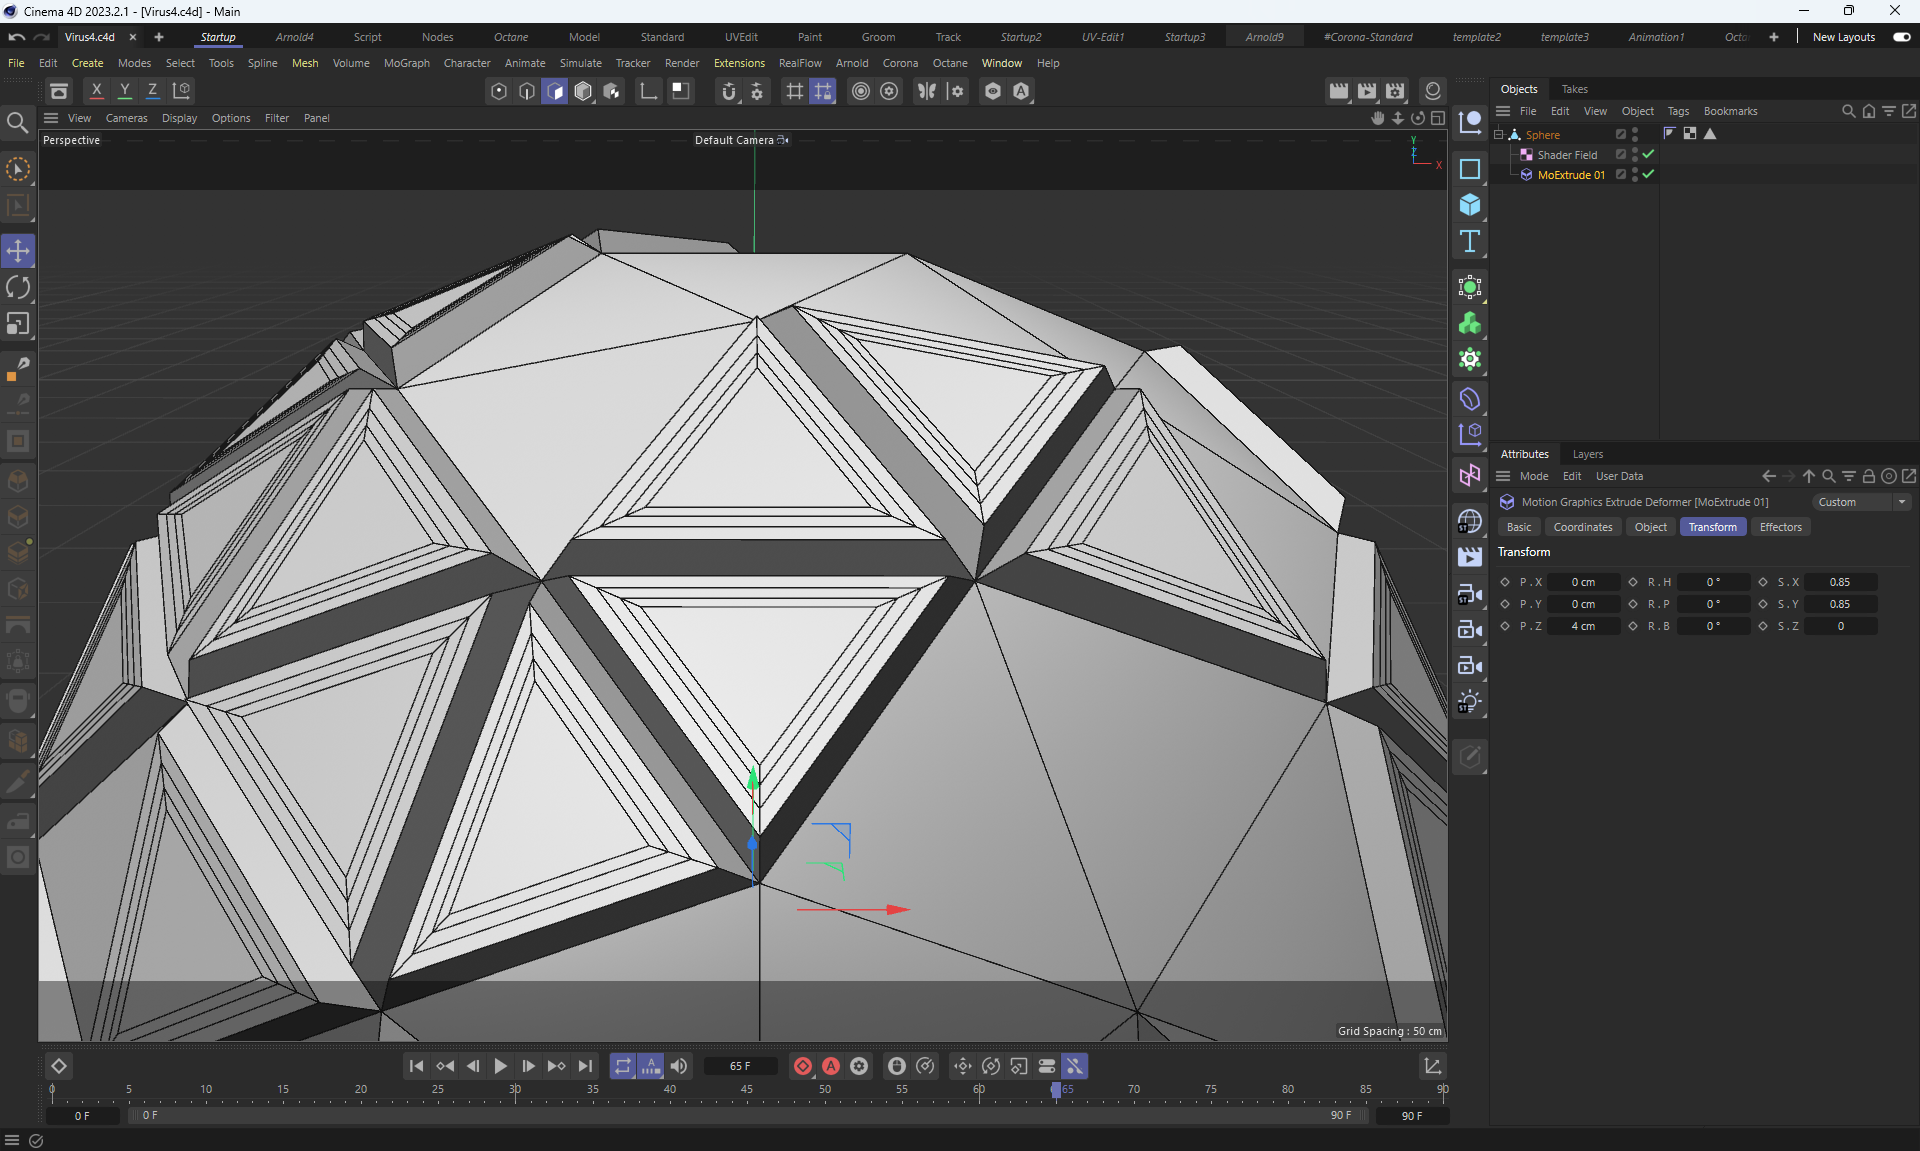 Cinema 4D 2023.2.1 - [Virus4.c4d] - Main
Virus4.c4d
Startup Arnold4 Script Nodes Octane Model Standard UVEdit Paint Groom Track Startup2 UV-Edit1 Startup3 Arnold9 #Corona-Standard template2 template3 Animation1 Octa New Layouts
File Edit Create Modes Select Tools Spline Mesh Volume MoGraph Character Animate Simulate Tracker Render Extensions RealFlow Arnold Corona Octane Window Help
X Y Z
View Cameras Display Options Filter Panel
Perspective
Default Camera
Y
Z
X
Grid Spacing : 50 cm
Objects Takes
File Edit View Object Tags Bookmarks
Sphere
Shader Field
MoExtrude 01
Attributes Layers
Mode Edit User Data
Motion Graphics Extrude Deformer [MoExtrude 01] Custom
Basic Coordinates Object Transform Effectors
Transform
P . X 0 cm R . H 0 ° S . X 0.85
P . Y 0 cm R . P 0 ° S . Y 0.85
P . Z 4 cm R . B 0 ° S . Z 0
65 F
0 5 10 15 20 25 30 35 40 45 50 55 60 65 70 75 80 85 90
0 F 0 F 90 F 90 F